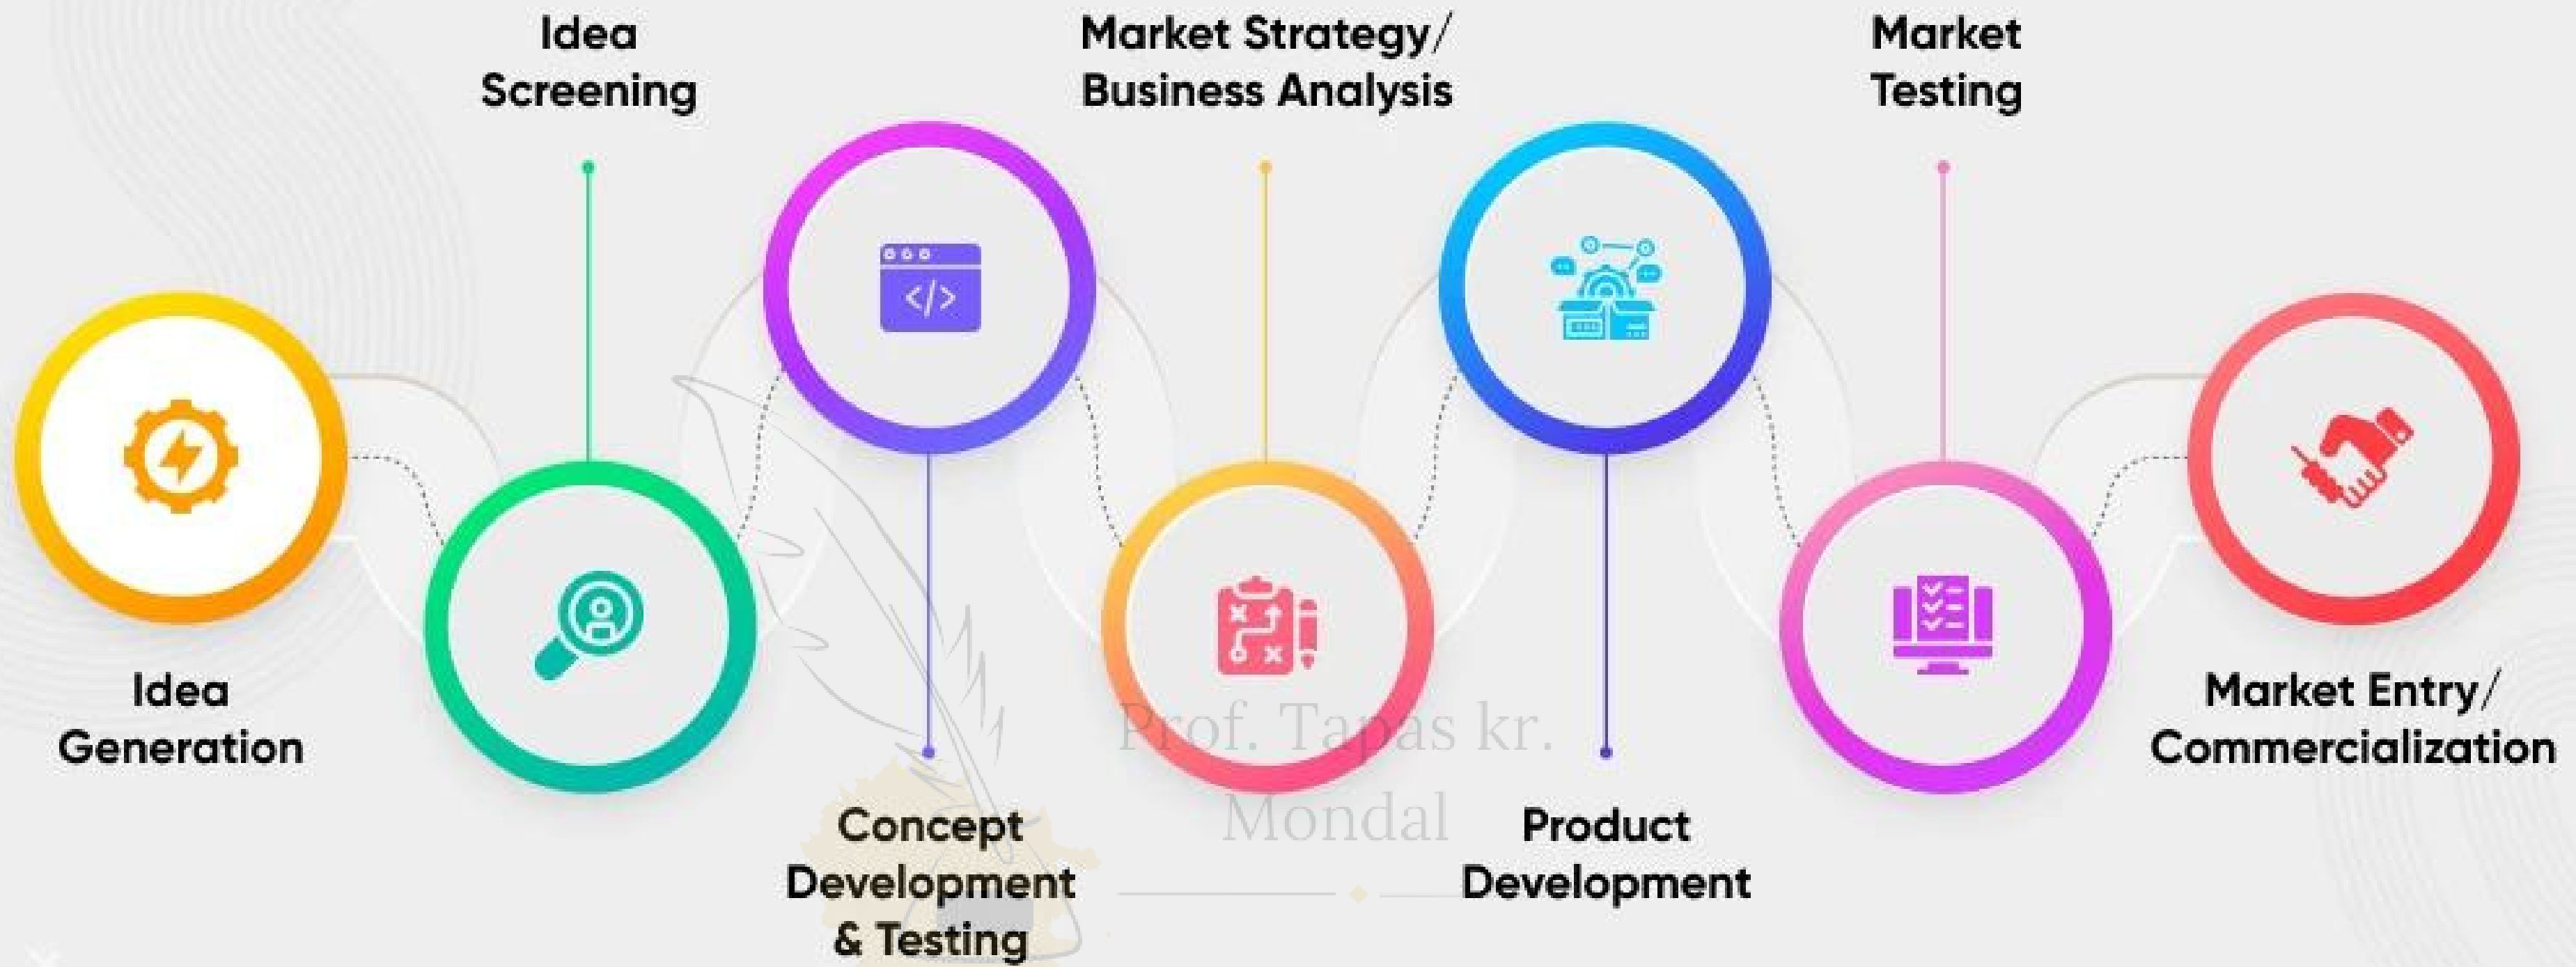 Idea
Generation
Idea
Screening
Concept
Development
& Testing
Market Strategy/
Business Analysis
Product
Development
Market
Testing
Market Entry/
Commercialization
</>
Prof. Tapas kr.
Mondal